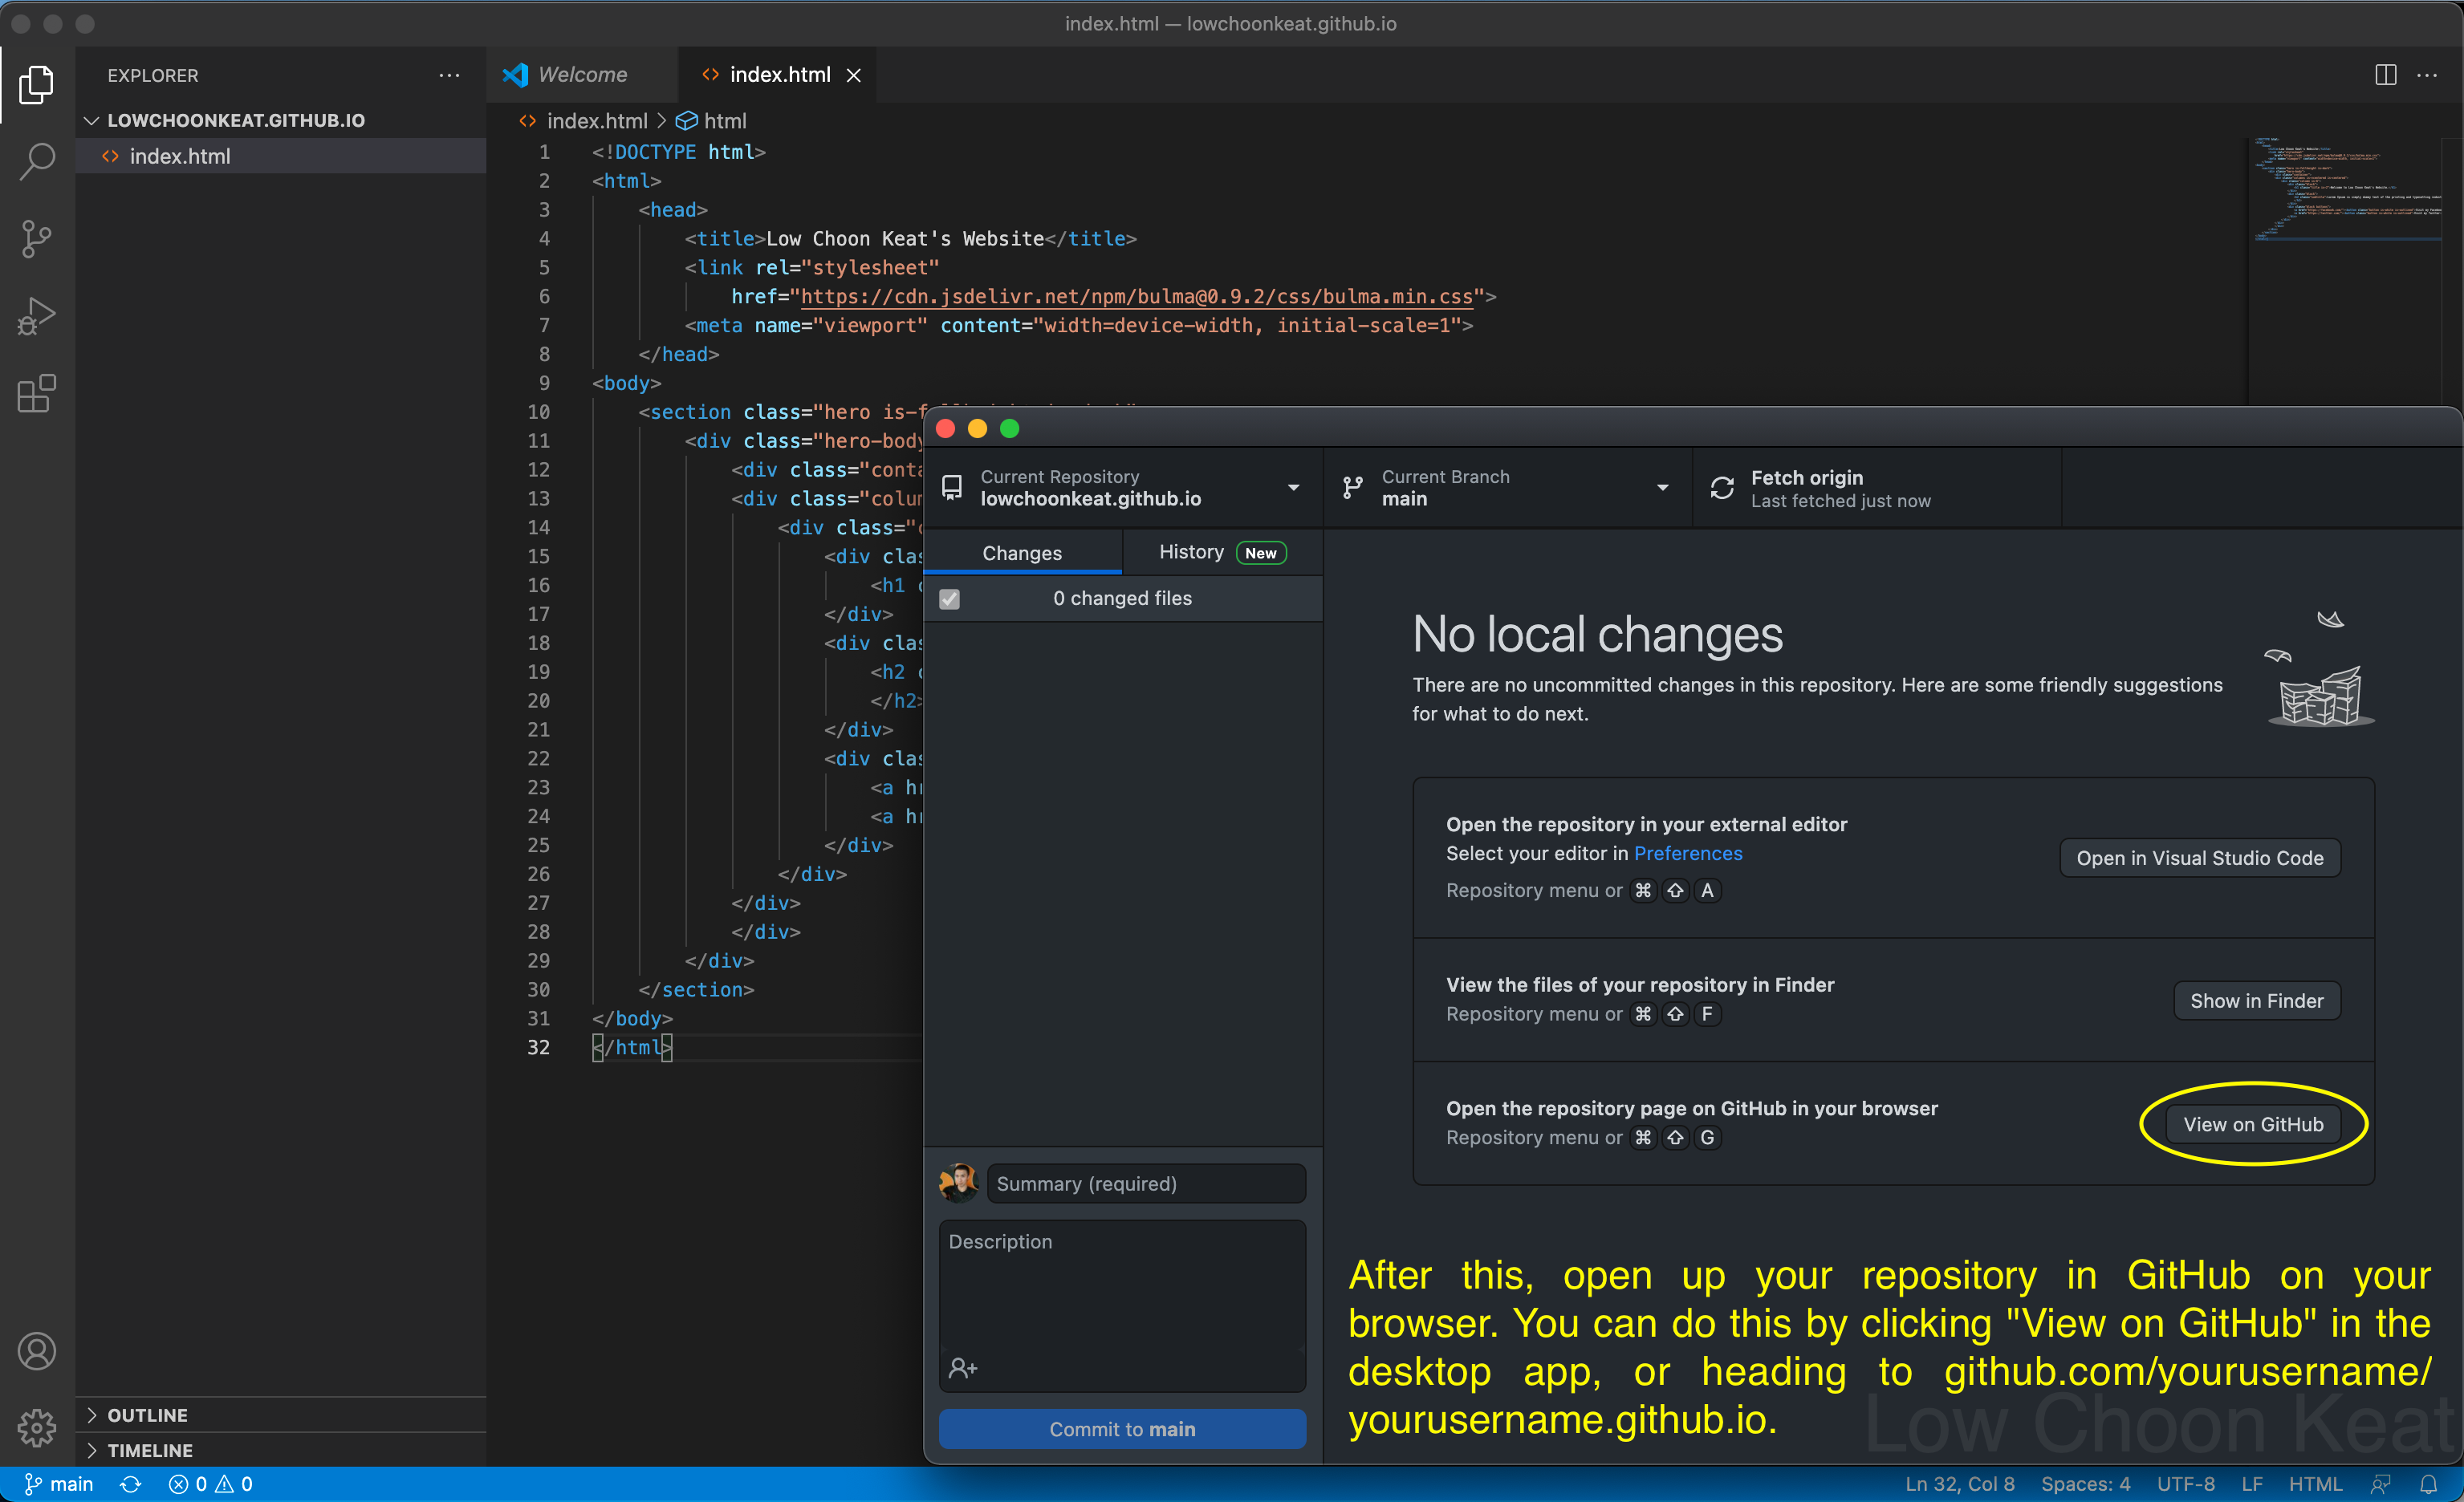 index.html — lowchoonkeat.github.io
EXPLORER
Welcome
index.html
LOWCHOONKEAT.GITHUB.IO
index.html
index.html > html
1 <!DOCTYPE html>
2 <html>
3 <head>
4 <title>Low Choon Keat's Website</title>
5 <link rel="stylesheet"
6 href="https://cdn.jsdelivr.net/npm/bulma@0.9.2/css/bulma.min.css">
7 <meta name="viewport" content="width=device-width, initial-scale=1">
8 </head>
9 <body>
10 <section class="hero is-
11 <div class="hero-body
12 <div class="conta
13 <div class="colum
14 <div class="c
15 <div clas
16 <h1 c
17 </div>
18 <div clas
19 <h2 c
20 </h2>
21 </div>
22 <div clas
23 <a hr
24 <a hr
25 </div>
26 </div>
27 </div>
28 </div>
29 </div>
30 </section>
31 </body>
32 </html>
OUTLINE
TIMELINE
Current Repository
lowchoonkeat.github.io
Current Branch
main
Fetch origin
Last fetched just now
Changes
History New
0 changed files
No local changes
There are no uncommitted changes in this repository. Here are some friendly suggestions
for what to do next.
Open the repository in your external editor
Select your editor in Preferences
Repository menu or ⌘ ⇧ A
Open in Visual Studio Code
View the files of your repository in Finder
Repository menu or ⌘ ⇧ F
Show in Finder
Open the repository page on GitHub in your browser
Repository menu or ⌘ ⇧ G
View on GitHub
Summary (required)
Description
Commit to main
After this, open up your repository in GitHub on your
browser. You can do this by clicking "View on GitHub" in the
desktop app, or heading to github.com/yourusername/
yourusername.github.io.
Low Choon Keat
main 0 0
Ln 32, Col 8 Spaces: 4 UTF-8 LF HTML